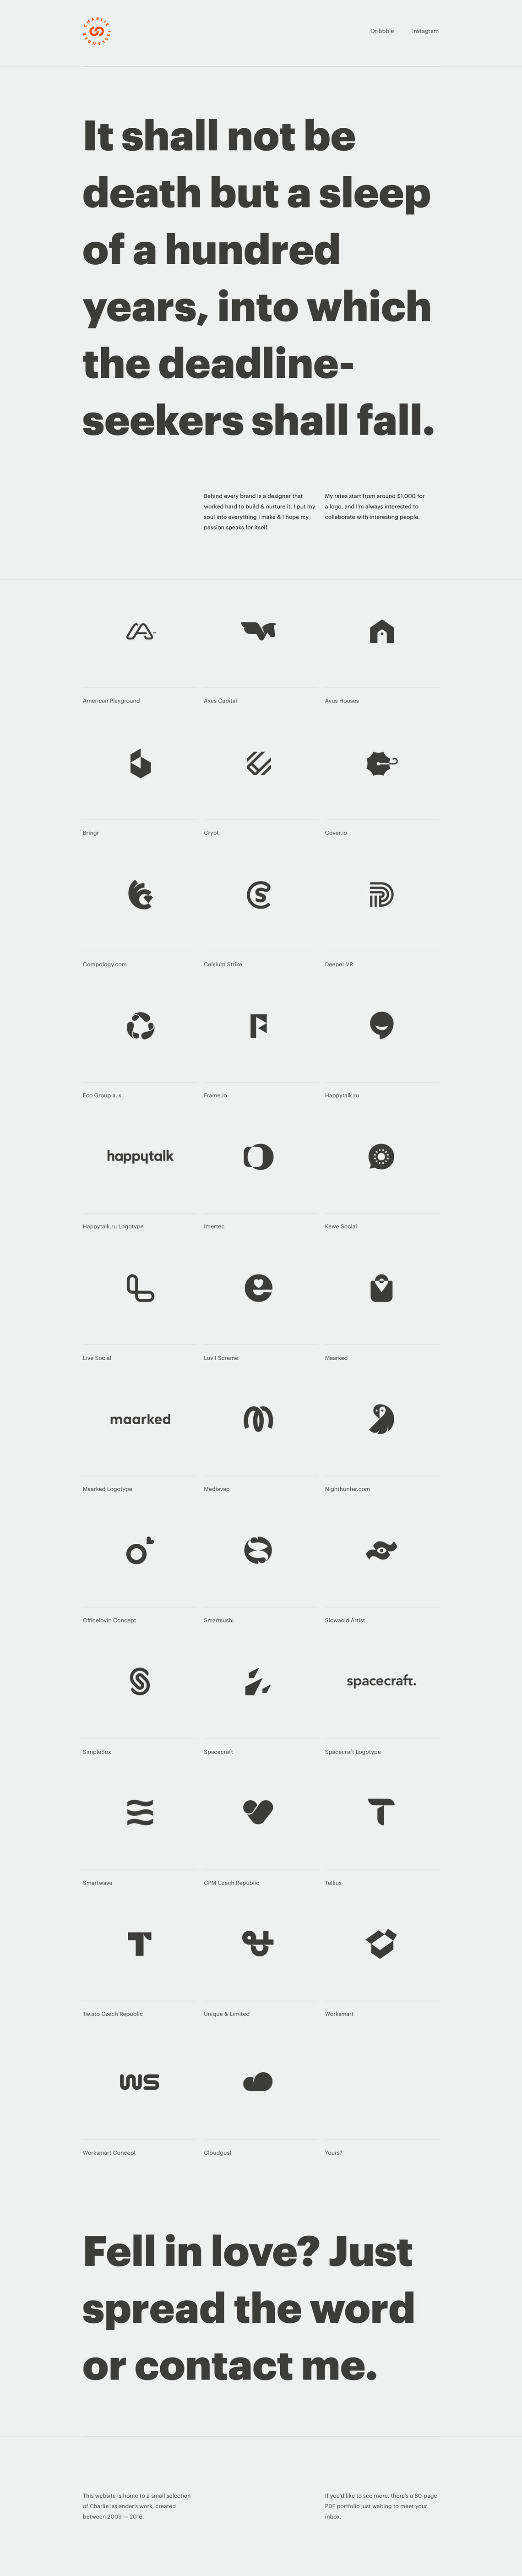 CHARLIE ISSLANDER
Dribbble
Instagram
It shall not be
death but a sleep
of a hundred
years, into which
the deadline-
seekers shall fall.
Behind every brand is a designer that
worked hard to build & nurture it. I put my
soul into everything I make & I hope my
passion speaks for itself.
My rates start from around $1,000 for
a logo, and I'm always interested to
collaborate with interesting people.
American Playground
Axes Capital
Avus Houses
Bringr
Crypt
Cover.io
Compology.com
Celsium Strike
Deeper VR
Eco Group a. s.
Frame.io
Happytalk.ru
happytalk
Happytalk.ru Logotype
Imertec
Kewe Social
Live Social
Luv I Screme
Maarked
maarked
Maarked Logotype
Mediavap
Nighthunter.com
Officelovin Concept
Smartsushi
Slowacid Artist
spacecraft.
SimpleSox
Spacecraft
Spacecraft Logotype
Smartwave
CPM Czech Republic
Tellius
Twisto Czech Republic
Unique & Limited
Worksmart
WS
Worksmart Concept
Cloudgust
Yours?
Fell in love? Just
spread the word
or contact me.
This website is home to a small selection
of Charlie Isslander's work, created
between 2009 — 2016.
If you'd like to see more, there's a 80-page
PDF portfolio just waiting to meet your
inbox.